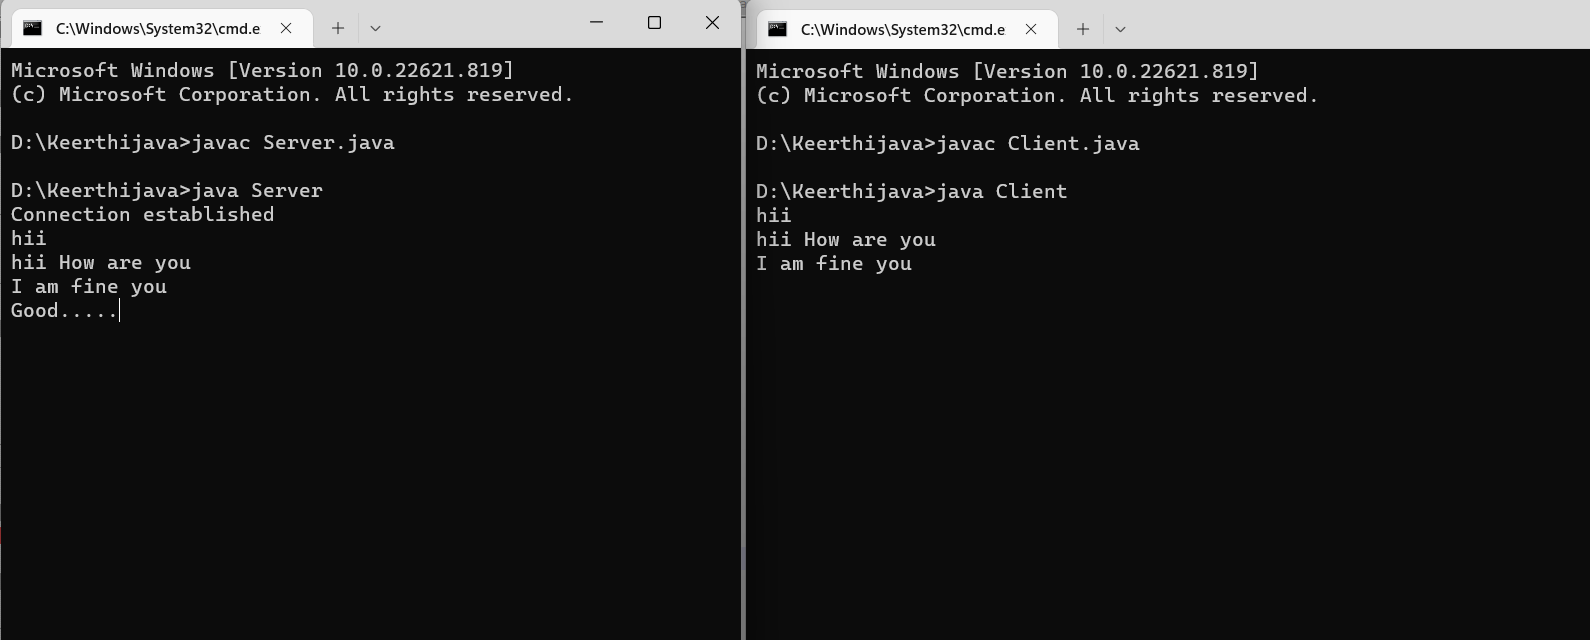 C:\Windows\System32\cmd.e
Microsoft Windows [Version 10.0.22621.819]
(c) Microsoft Corporation. All rights reserved.
D:\Keerthijava>javac Server.java
D:\Keerthijava>java Server
Connection established
hii
hii How are you
I am fine you
Good.....
C:\Windows\System32\cmd.e
Microsoft Windows [Version 10.0.22621.819]
(c) Microsoft Corporation. All rights reserved.
D:\Keerthijava>javac Client.java
D:\Keerthijava>java Client
hii
hii How are you
I am fine you